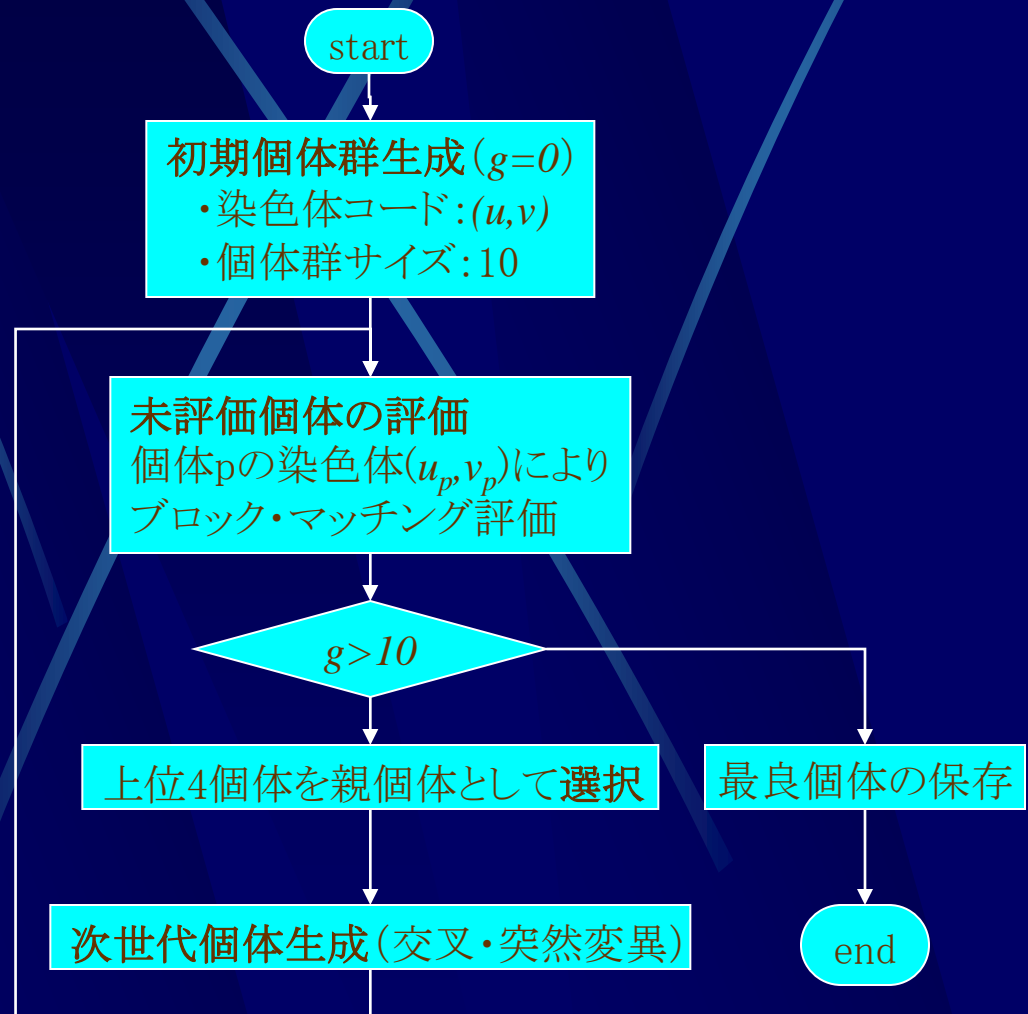 start
初期個体群生成(g=0)
・染色体コード:(u,v)
・個体群サイズ:10
未評価個体の評価
個体pの染色体(u_p,v_p)により
ブロック・マッチング評価
g>10
上位4個体を親個体として選択
最良個体の保存
次世代個体生成(交叉・突然変異)
end